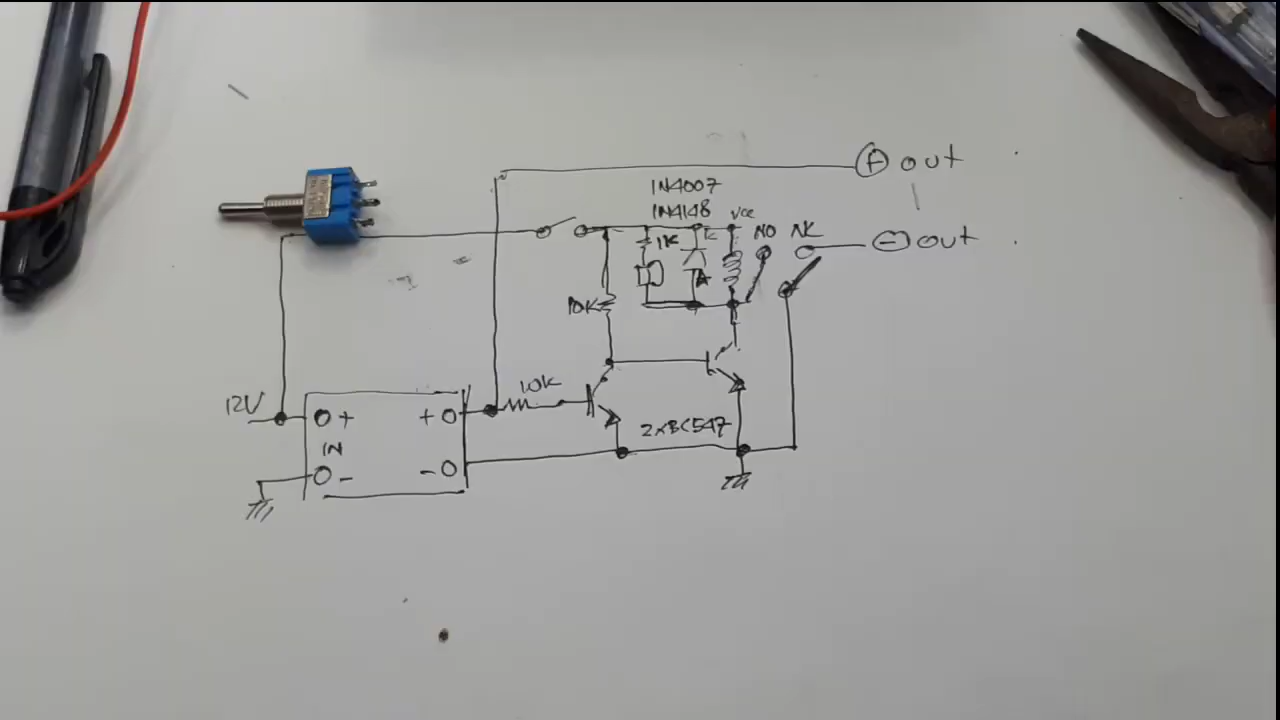 + out
1N4007
1N4148
Vcc
K
1K
NO
NC
- out
A
10K
12V
+
+
10K
IN
2xBC547
-
-